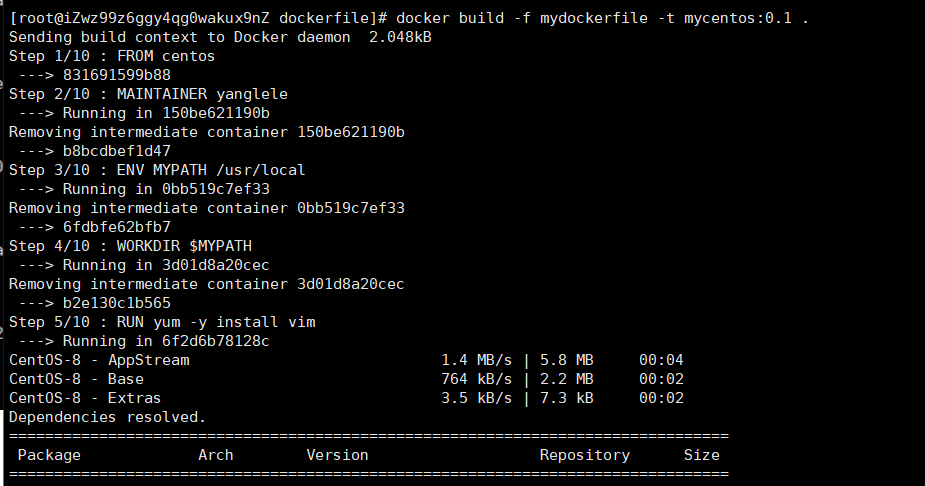 [root@iZwz99z6ggy4qg0wakux9nZ dockerfile]# docker build -f mydockerfile -t mycentos:0.1 .
Sending build context to Docker daemon  2.048kB
Step 1/10 : FROM centos
 ---> 831691599b88
Step 2/10 : MAINTAINER yanglele
 ---> Running in 150be621190b
Removing intermediate container 150be621190b
 ---> b8bcdbef1d47
Step 3/10 : ENV MYPATH /usr/local
 ---> Running in 0bb519c7ef33
Removing intermediate container 0bb519c7ef33
 ---> 6fdbfe62bfb7
Step 4/10 : WORKDIR $MYPATH
 ---> Running in 3d01d8a20cec
Removing intermediate container 3d01d8a20cec
 ---> b2e130c1b565
Step 5/10 : RUN yum -y install vim
 ---> Running in 6f2d6b78128c
CentOS-8 - AppStream                            1.4 MB/s | 5.8 MB     00:04
CentOS-8 - Base                                 764 kB/s | 2.2 MB     00:02
CentOS-8 - Extras                               3.5 kB/s | 7.3 kB     00:02
Dependencies resolved.
================================================================================
 Package             Arch        Version                   Repository      Size
================================================================================